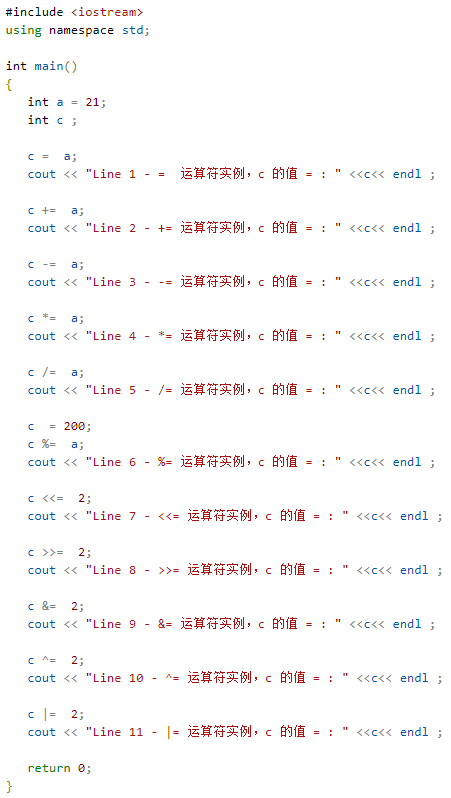 #include <iostream>
using namespace std;

int main()
{
   int a = 21;
   int c ;

   c =  a;
   cout << "Line 1 - =  运算符实例，c 的值 = : " <<c<< endl ;

   c +=  a;
   cout << "Line 2 - += 运算符实例，c 的值 = : " <<c<< endl ;

   c -=  a;
   cout << "Line 3 - -= 运算符实例，c 的值 = : " <<c<< endl ;

   c *=  a;
   cout << "Line 4 - *= 运算符实例，c 的值 = : " <<c<< endl ;

   c /=  a;
   cout << "Line 5 - /= 运算符实例，c 的值 = : " <<c<< endl ;

   c  = 200;
   c %=  a;
   cout << "Line 6 - %= 运算符实例，c 的值 = : " <<c<< endl ;

   c <<=  2;
   cout << "Line 7 - <<= 运算符实例，c 的值 = : " <<c<< endl ;

   c >>=  2;
   cout << "Line 8 - >>= 运算符实例，c 的值 = : " <<c<< endl ;

   c &=  2;
   cout << "Line 9 - &= 运算符实例，c 的值 = : " <<c<< endl ;

   c ^=  2;
   cout << "Line 10 - ^= 运算符实例，c 的值 = : " <<c<< endl ;

   c |=  2;
   cout << "Line 11 - |= 运算符实例，c 的值 = : " <<c<< endl ;

   return 0;
}